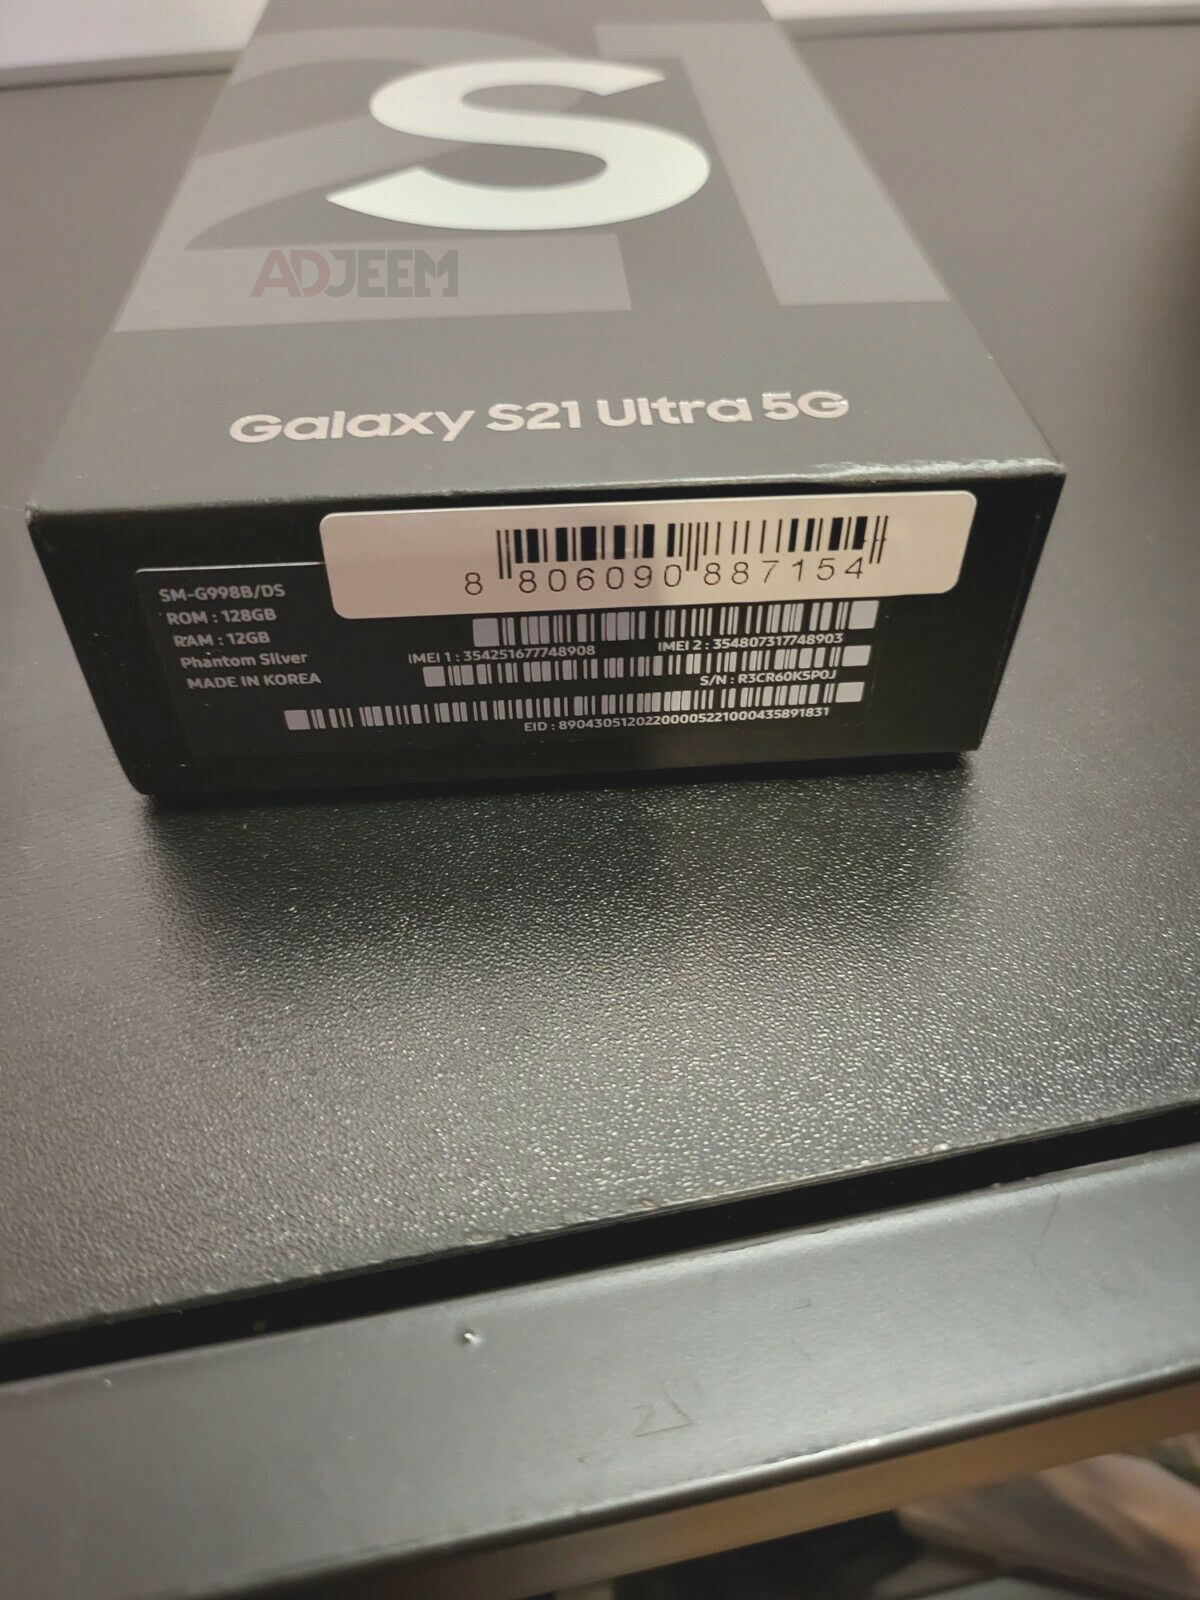 S
21
ADJEEM
Galaxy S21 Ultra 5G
8 806090 887154
SM-G998B/DS
ROM : 128GB
RAM : 12GB
Phantom Silver
MADE IN KOREA
IMEI 1 : 354251677748908
IMEI 2 : 354807317748903
S/N : R3CR60K5P0J
EID : 89043051202200005221000435891831